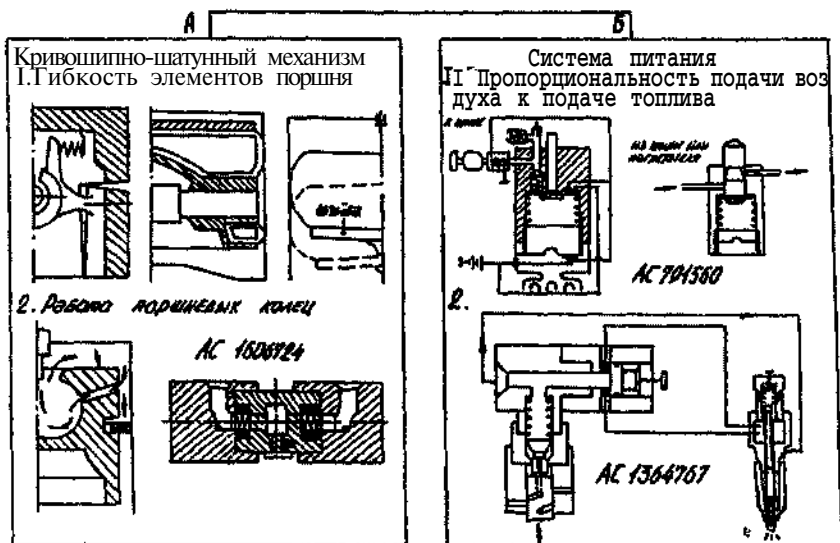 А
Кривошипно-шатунный механизм
I.Гибкость элементов поршня
2. Работа поршневых колец
АС 1606724
Б
Система питания
II Пропорциональность подачи воз
духа к подаче топлива
АС 791560
2.
АС 1364767